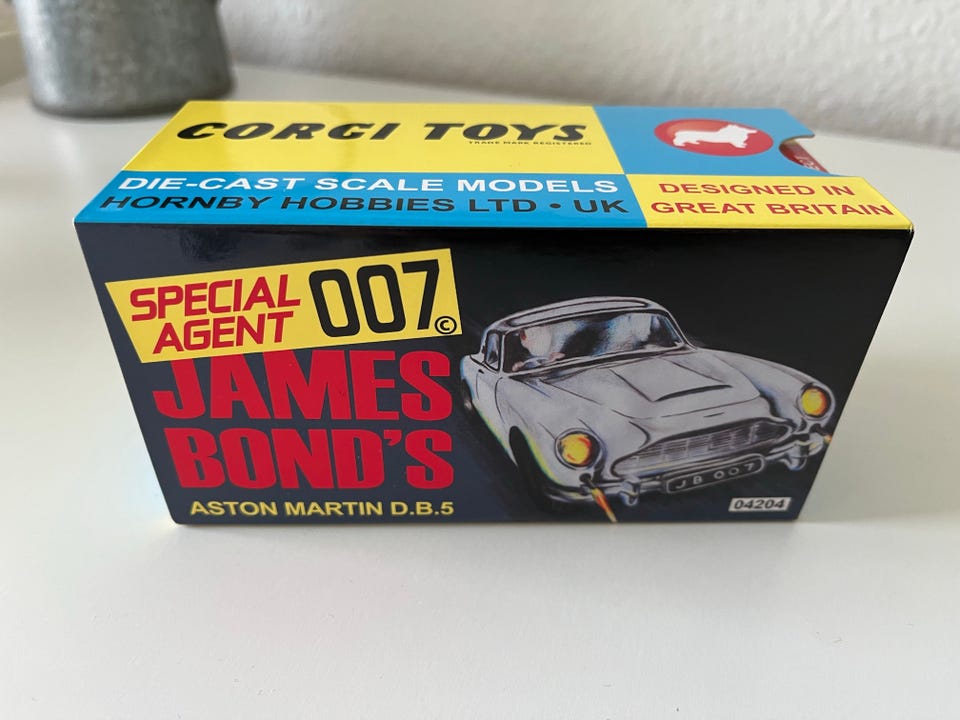 CORGI TOYS
TRADE MARK REGISTERED
DIE-CAST SCALE MODELS
HORNBY HOBBIES LTD • UK
DESIGNED IN
GREAT BRITAIN
SPECIAL
AGENT
007©
JAMES
BOND'S
ASTON MARTIN D.B.5
JB 007
04204